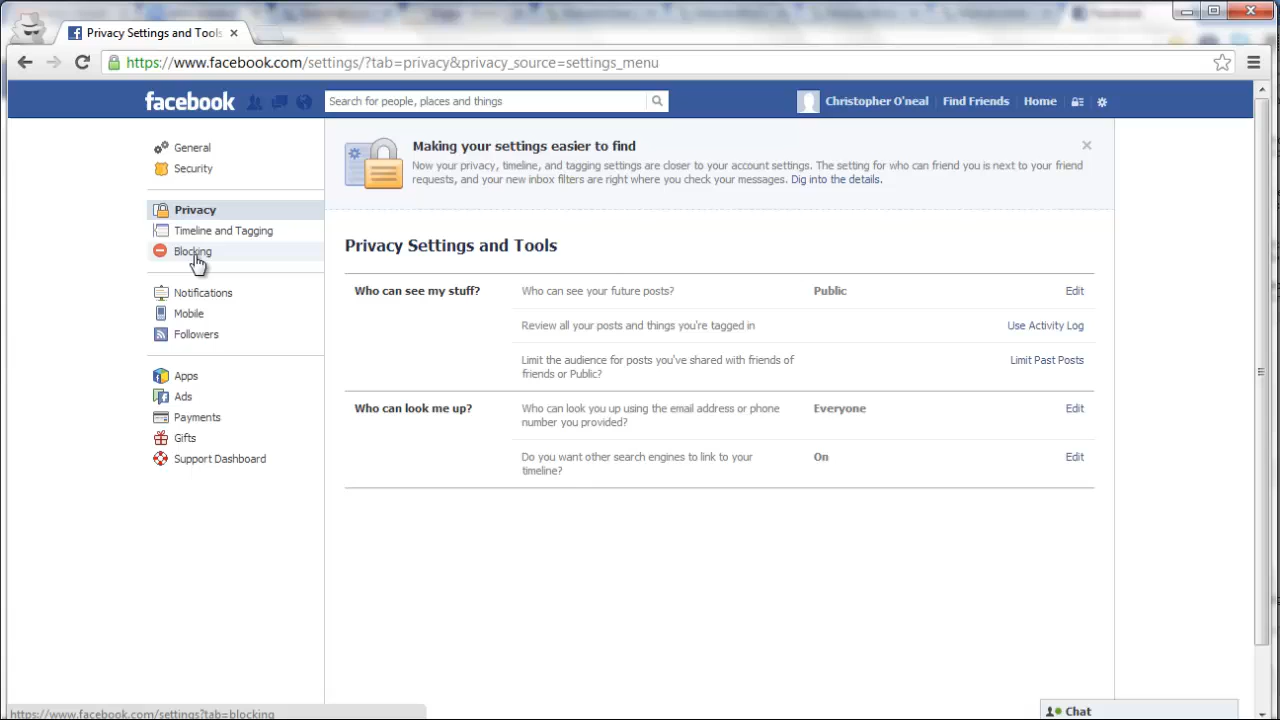 Privacy Settings and Tools
https://www.facebook.com/settings/?tab=privacy&privacy_source=settings_menu
facebook
Search for people, places and things
Christopher O'neal
Find Friends
Home
General
Security
Privacy
Timeline and Tagging
Blocking
Notifications
Mobile
Followers
Apps
Ads
Payments
Gifts
Support Dashboard
Making your settings easier to find
Now your privacy, timeline, and tagging settings are closer to your account settings. The setting for who can friend you is next to your friend
requests, and your new inbox filters are right where you check your messages. Dig into the details.
Privacy Settings and Tools
Who can see my stuff? Who can see your future posts? Public Edit
Review all your posts and things you're tagged in Use Activity Log
Limit the audience for posts you've shared with friends of Limit Past Posts
friends or Public?
Who can look me up? Who can look you up using the email address or phone Everyone Edit
number you provided?
Do you want other search engines to link to your On Edit
timeline?
https://www.facebook.com/settings?tab=blocking
Chat